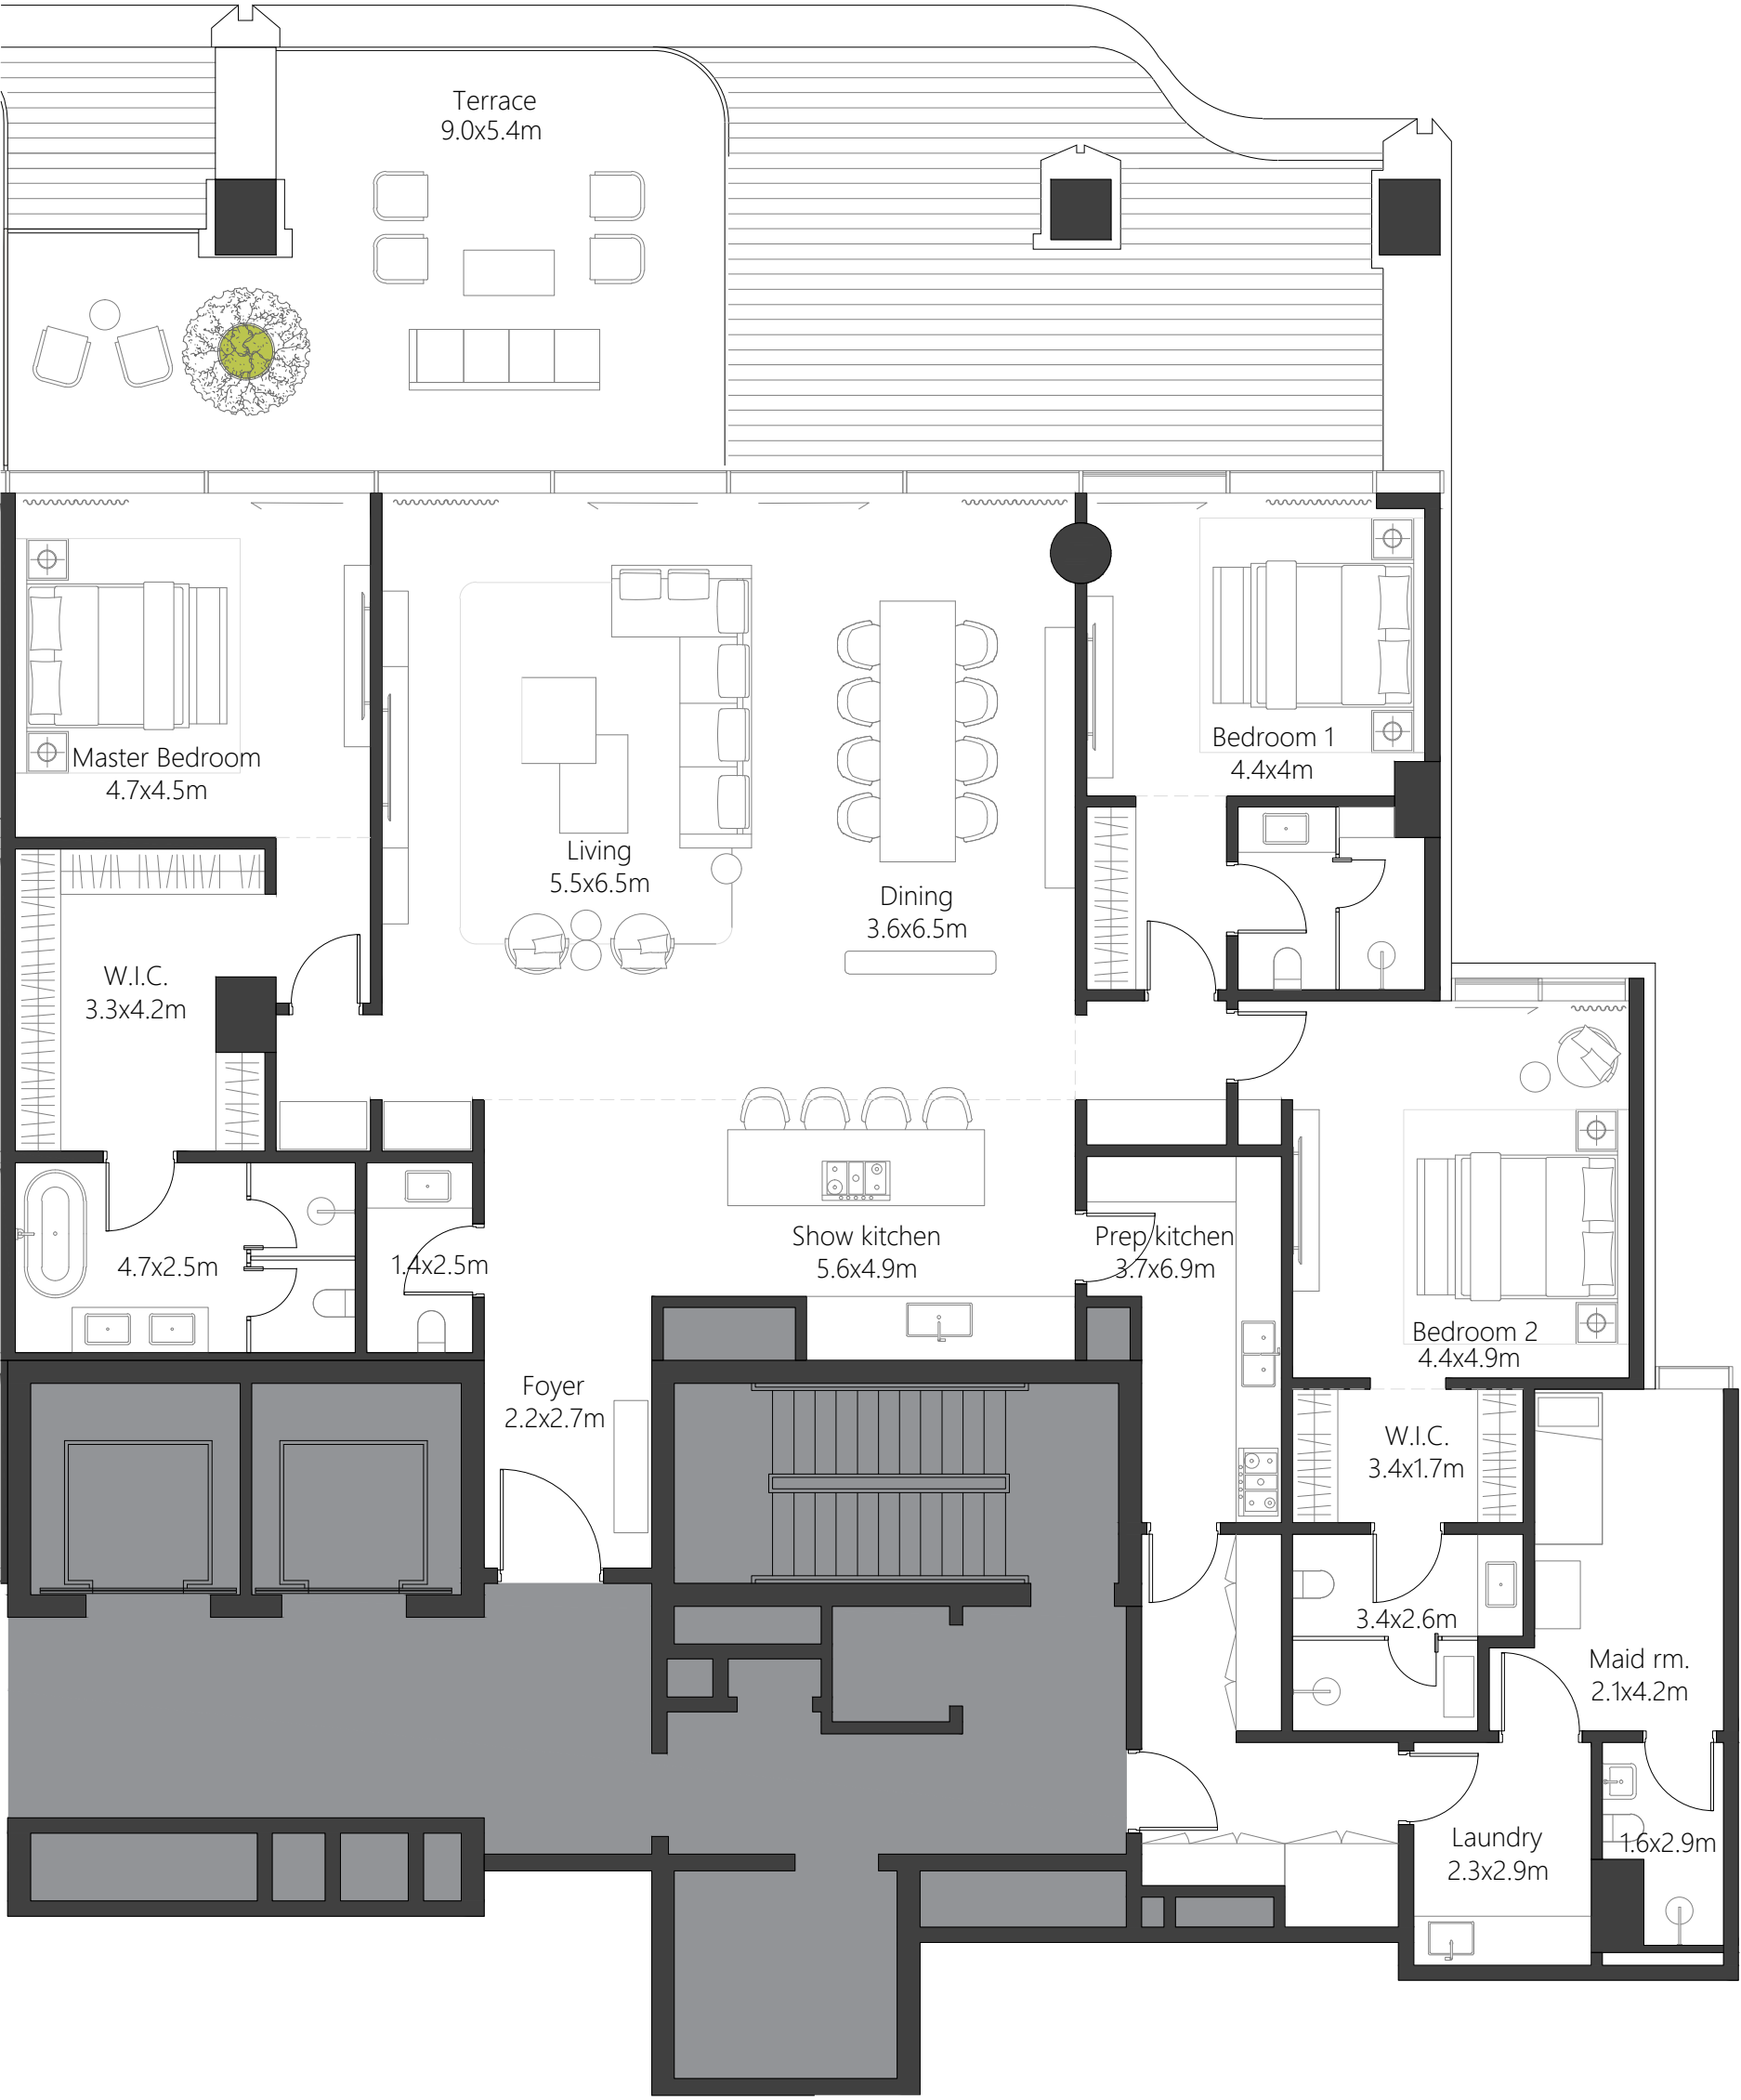 Terrace
9.0x5.4m
Master Bedroom
4.7x4.5m
Bedroom 1
4.4x4m
Living
5.5x6.5m
Dining
3.6x6.5m
W.I.C.
3.3x4.2m
4.7x2.5m
1.4x2.5m
Show kitchen
5.6x4.9m
Prep kitchen
3.7x6.9m
Bedroom 2
4.4x4.9m
Foyer
2.2x2.7m
W.I.C.
3.4x1.7m
3.4x2.6m
Maid rm.
2.1x4.2m
Laundry
2.3x2.9m
1.6x2.9m